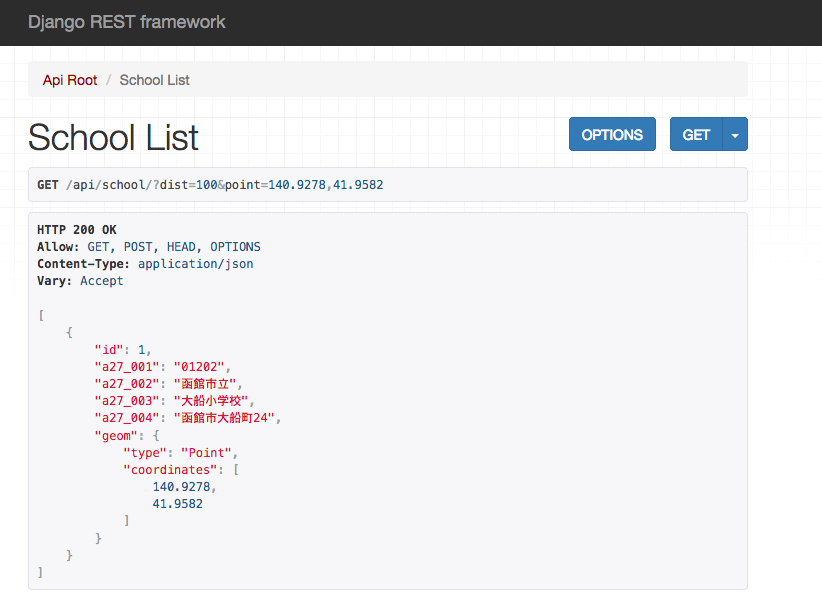 Django REST framework
Api Root / School List
School List
OPTIONS GET
GET /api/school/?dist=100&point=140.9278,41.9582
HTTP 200 OK
Allow: GET, POST, HEAD, OPTIONS
Content-Type: application/json
Vary: Accept
[
    {
        "id": 1,
        "a27_001": "01202",
        "a27_002": "函館市立",
        "a27_003": "大船小学校",
        "a27_004": "函館市大船町24",
        "geom": {
            "type": "Point",
            "coordinates": [
                140.9278,
                41.9582
            ]
        }
    }
]